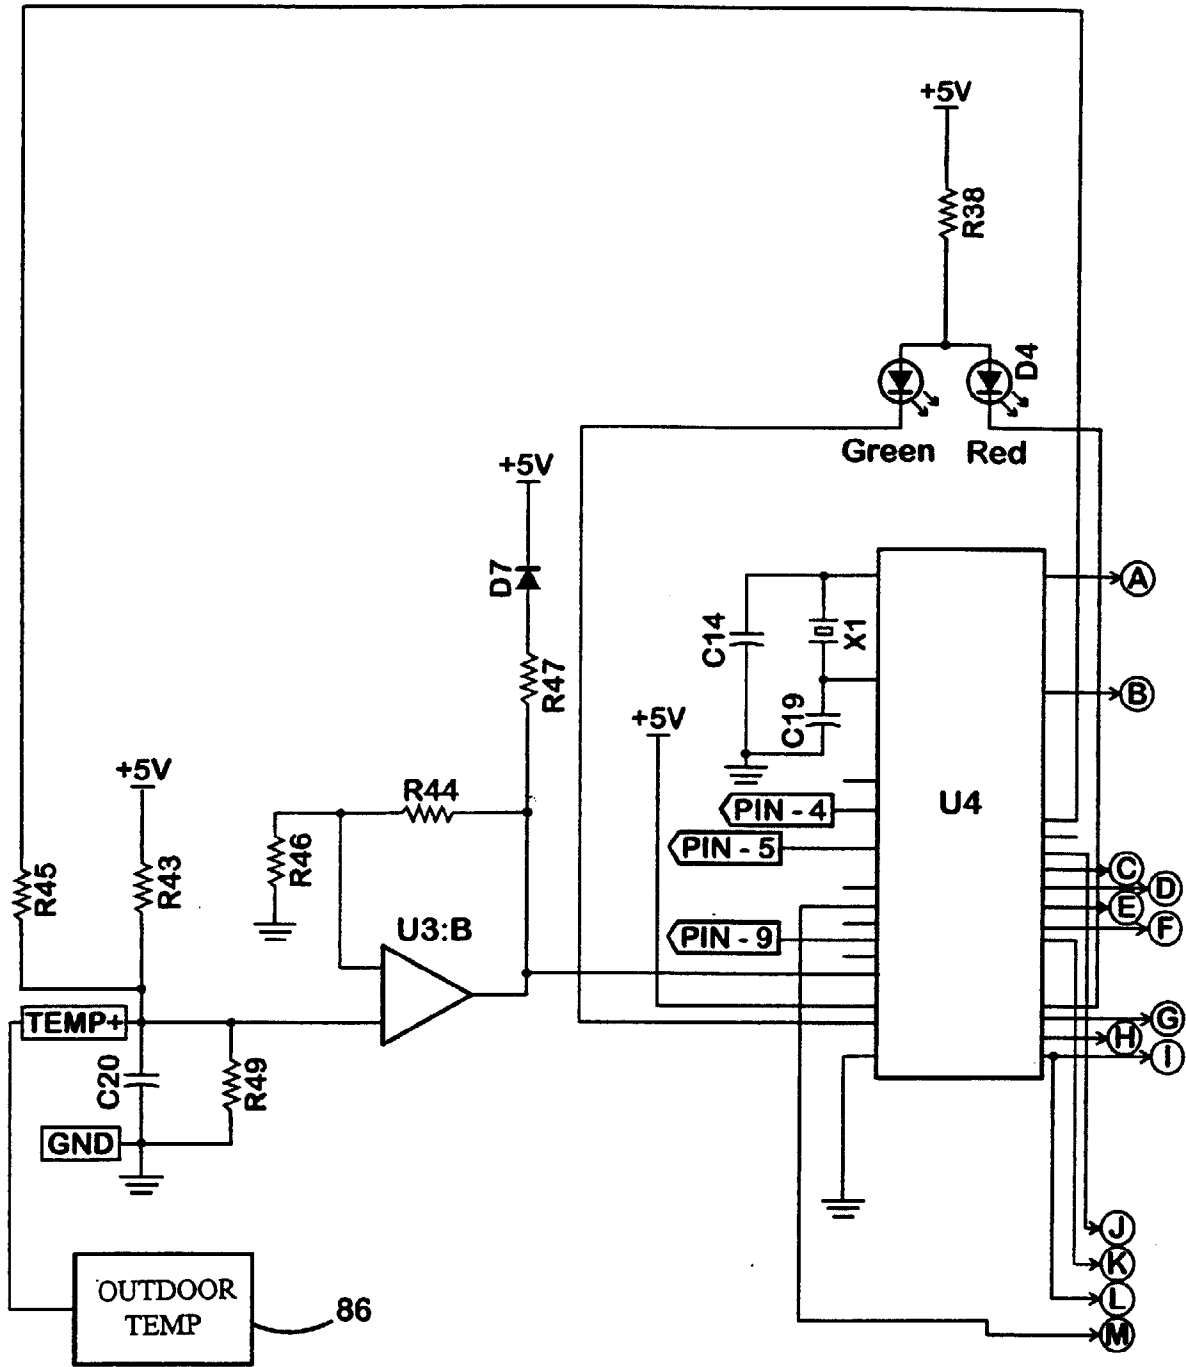 +5V
R38
D4
Green
Red
+5V
D7
R47
C14
X1
C19
+5V
A
B
+5V
R44
R46
R45
R43
PIN - 4
PIN - 5
PIN - 9
U4
U3:B
C
D
E
F
TEMP+
G
H
I
C20
R49
GND
J
K
L
M
OUTDOOR
TEMP
86